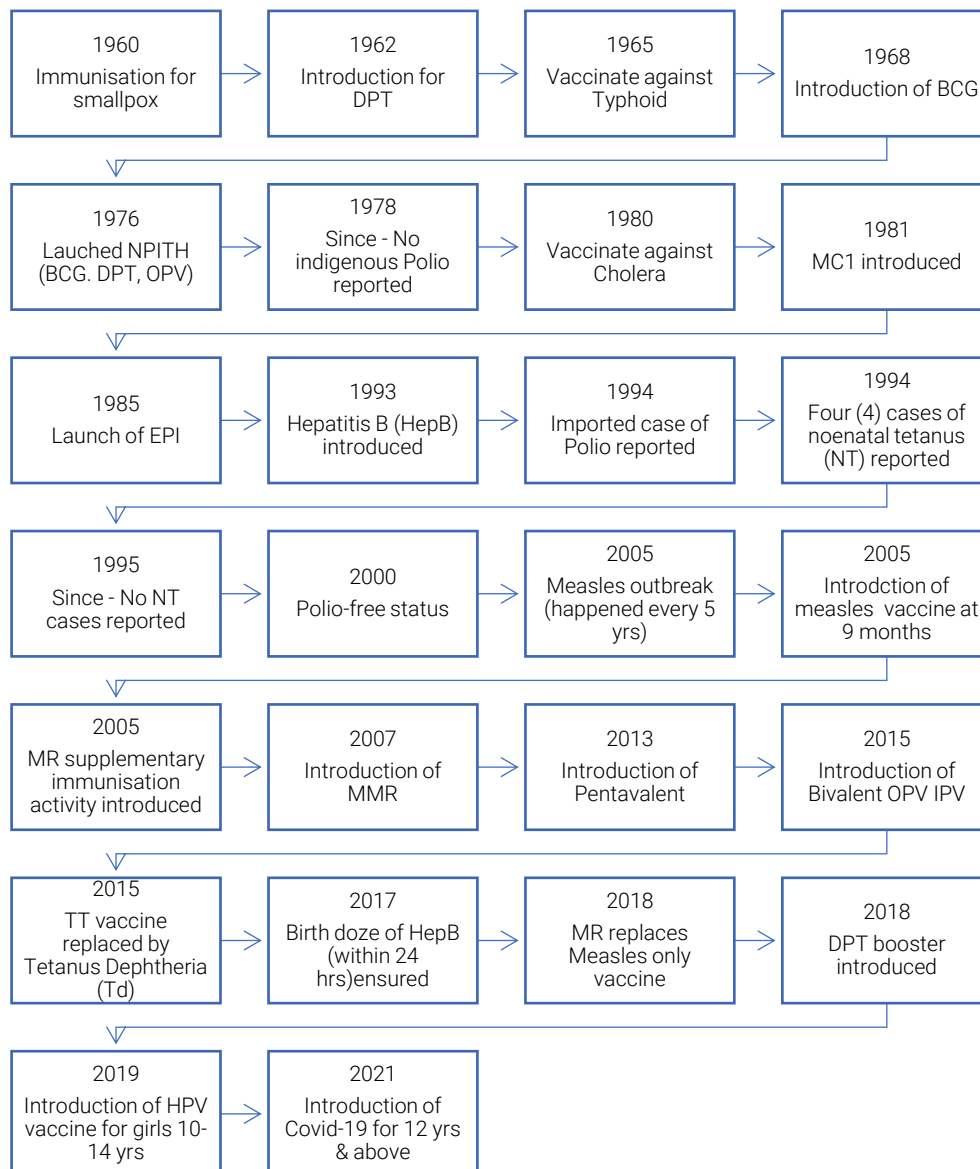 1960
Immunisation for
smallpox
1962
Introduction for
DPT
1965
Vaccinate against
Typhoid
1968
Introduction of BCG
1976
Lauched NPITH
(BCG. DPT, OPV)
1978
Since - No
indigenous Polio
reported
1980
Vaccinate against
Cholera
1981
MC1 introduced
1985
Launch of EPI
1993
Hepatitis B (HepB)
introduced
1994
Imported case of
Polio reported
1994
Four (4) cases of
noenatal tetanus
(NT) reported
1995
Since - No NT
cases reported
2000
Polio-free status
2005
Measles outbreak
(happened every 5
yrs)
2005
Introdction of
measles vaccine at
9 months
2005
MR supplementary
immunisation
activity introduced
2007
Introduction of
MMR
2013
Introduction of
Pentavalent
2015
Introduction of
Bivalent OPV IPV
2015
TT vaccine
replaced by
Tetanus Dephtheria
(Td)
2017
Birth doze of HepB
(within 24
hrs)ensured
2018
MR replaces
Measles only
vaccine
2018
DPT booster
introduced
2019
Introduction of HPV
vaccine for girls 10-
14 yrs
2021
Introduction of
Covid-19 for 12 yrs
& above